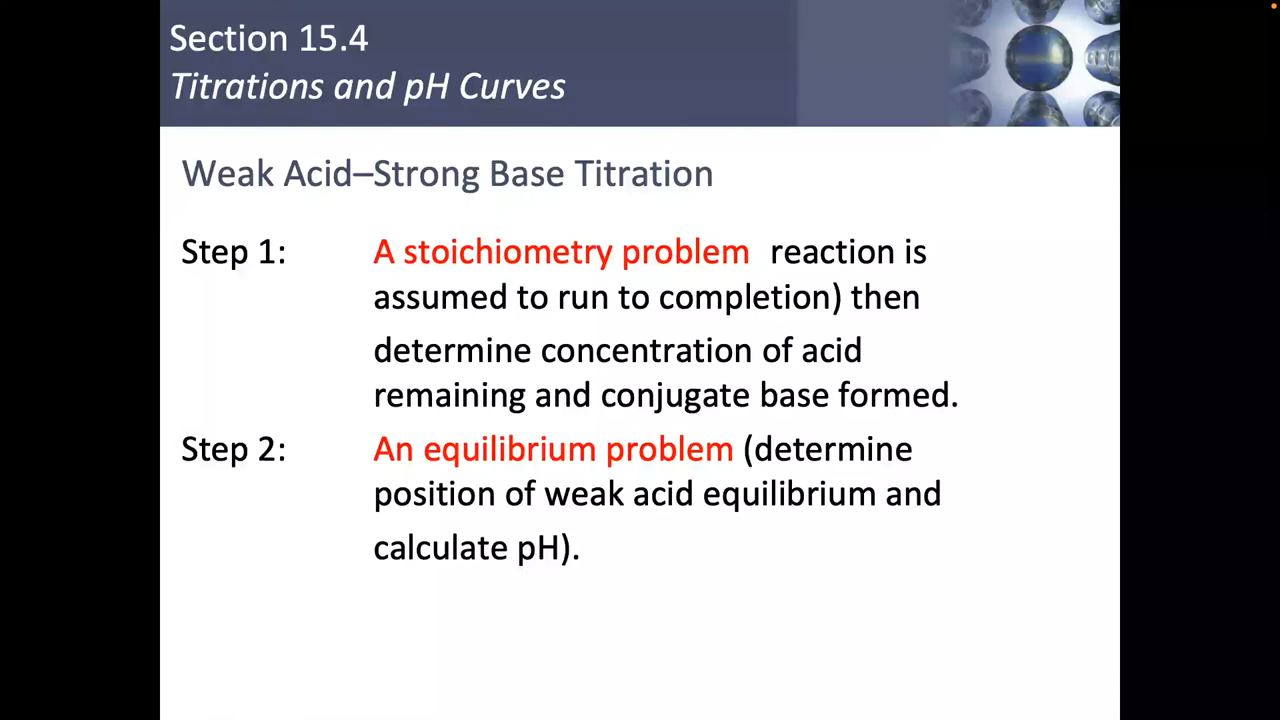 Section 15.4
Titrations and pH Curves
Weak Acid–Strong Base Titration
Step 1: A stoichiometry problem reaction is
assumed to run to completion) then
determine concentration of acid
remaining and conjugate base formed.
Step 2: An equilibrium problem (determine
position of weak acid equilibrium and
calculate pH).